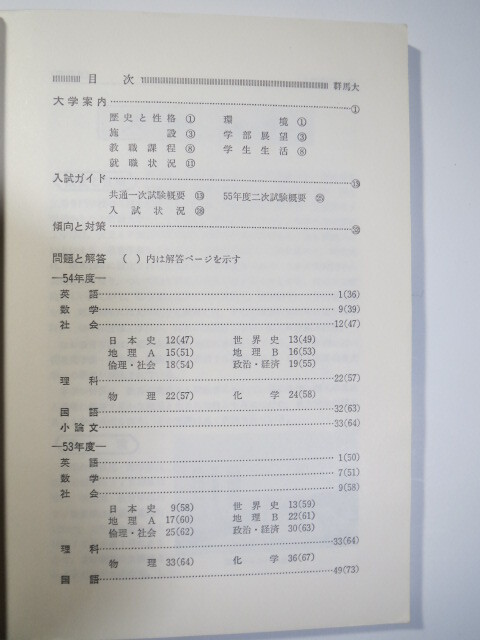 目次 群馬大
大学案内 ①
歴史と性格 ① 環境 ①
施設 ③ 学部展望 ③
教職課程 ⑧ 学生生活 ⑧
就職状況 ⑪
入試ガイド
共通一次試験概要 ⑬ 55年度二次試験概要
入試状況
傾向と対策
問題と解答 ( )内は解答ページを示す
―54年度―
英語 1(36)
数学 9(39)
社会 12(47)
日本史 12(47) 世界史 13(49)
地理A 15(51) 地理B 16(53)
倫理・社会 18(54) 政治・経済 19(55)
理科 22(57)
物理 22(57) 化学 24(58)
国語 32(63)
小論文 33(64)
―53年度―
英語 1(50)
数学 7(51)
社会 9(58)
日本史 9(58) 世界史 13(59)
地理A 17(60) 地理B 22(61)
倫理・社会 25(62) 政治・経済 30(63)
理科 33(64)
物理 33(64) 化学 36(67)
国語 49(73)